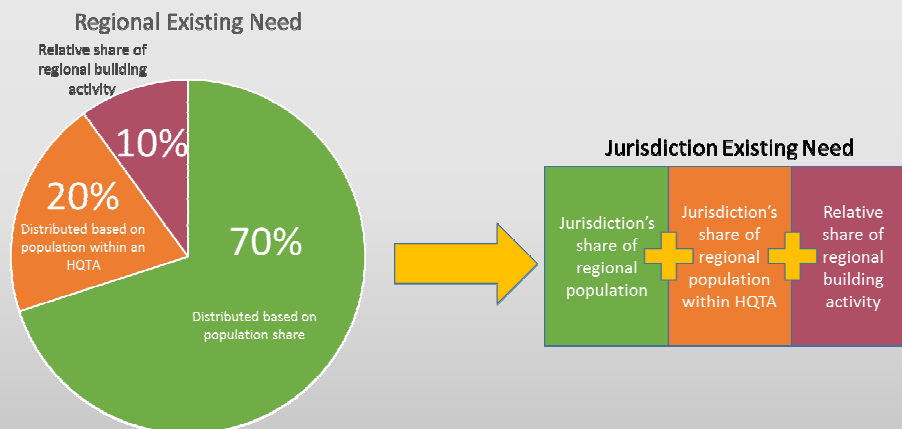 Regional Existing Need
Relative share of
regional building
activity
10%
20%
Distributed based on
population within an
HQTA
70%
Distributed based on
population share
Jurisdiction Existing Need
Jurisdiction's
share of
regional
population
Jurisdiction's
share of
regional
population
within HQTA
Relative
share of
regional
building
activity